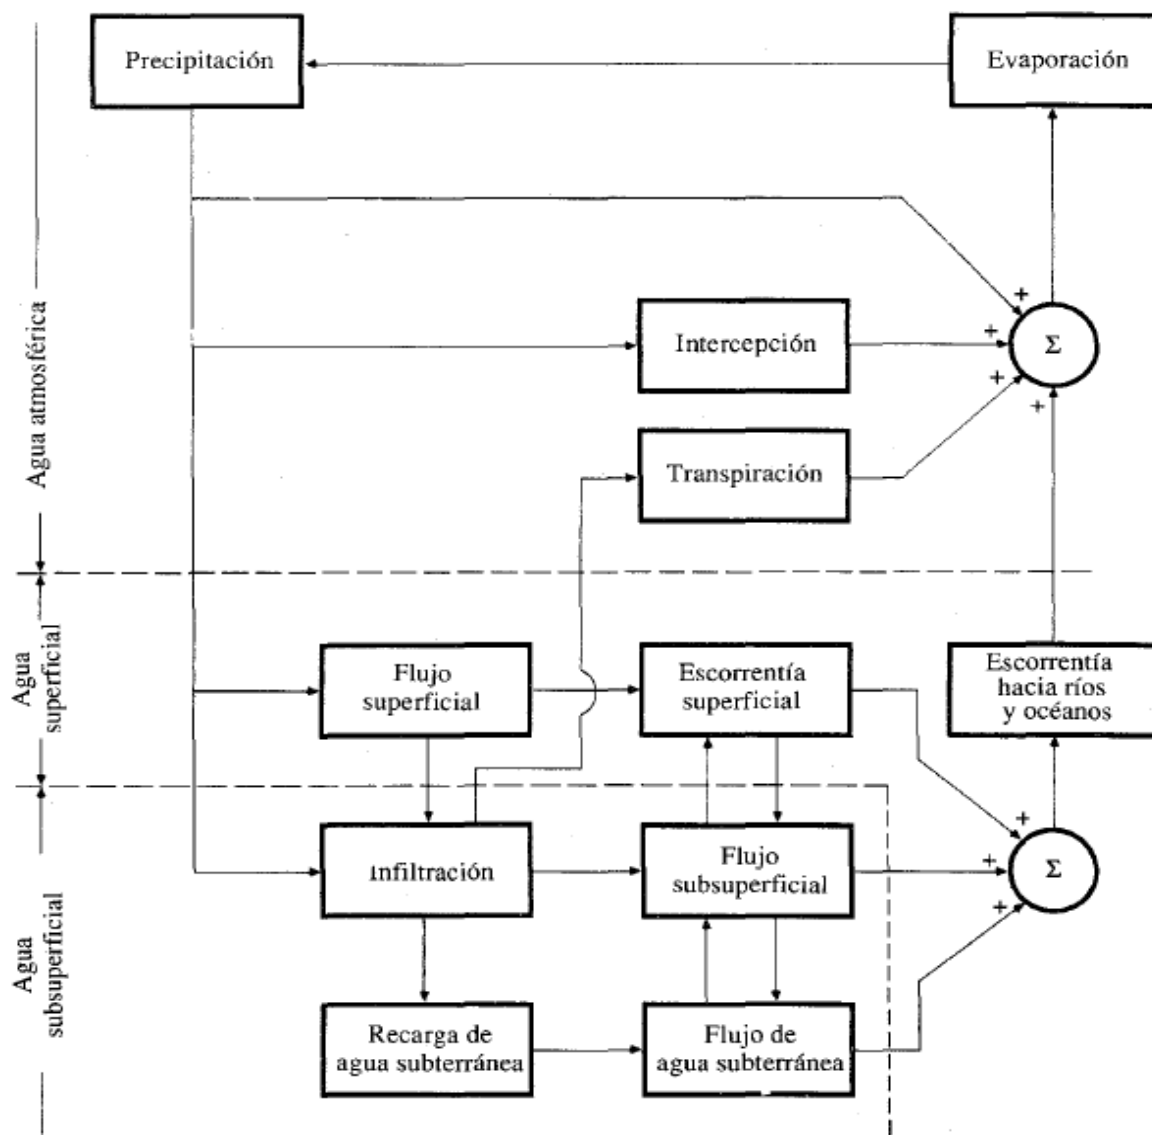 Precipitación
Evaporación
+
Intercepción
+
Σ
+
Transpiración
+
Agua atmosférica
Agua
superficial
Flujo
superficial
Escorrentía
superficial
Escorrentía
hacia ríos
y océanos
Agua
subsuperficial
Infiltración
Flujo
subsuperficial
+
+
Σ
+
Recarga de
agua subterránea
Flujo de
agua subterránea